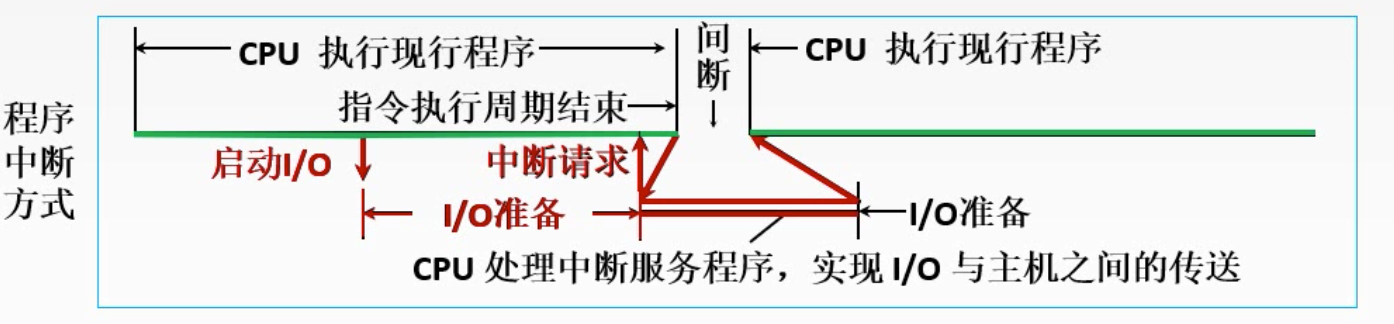 程序
中断
方式
CPU 执行现行程序
间
断
CPU 执行现行程序
指令执行周期结束
启动I/O
中断请求
I/O准备
I/O准备
CPU 处理中断服务程序，实现 I/O 与主机之间的传送